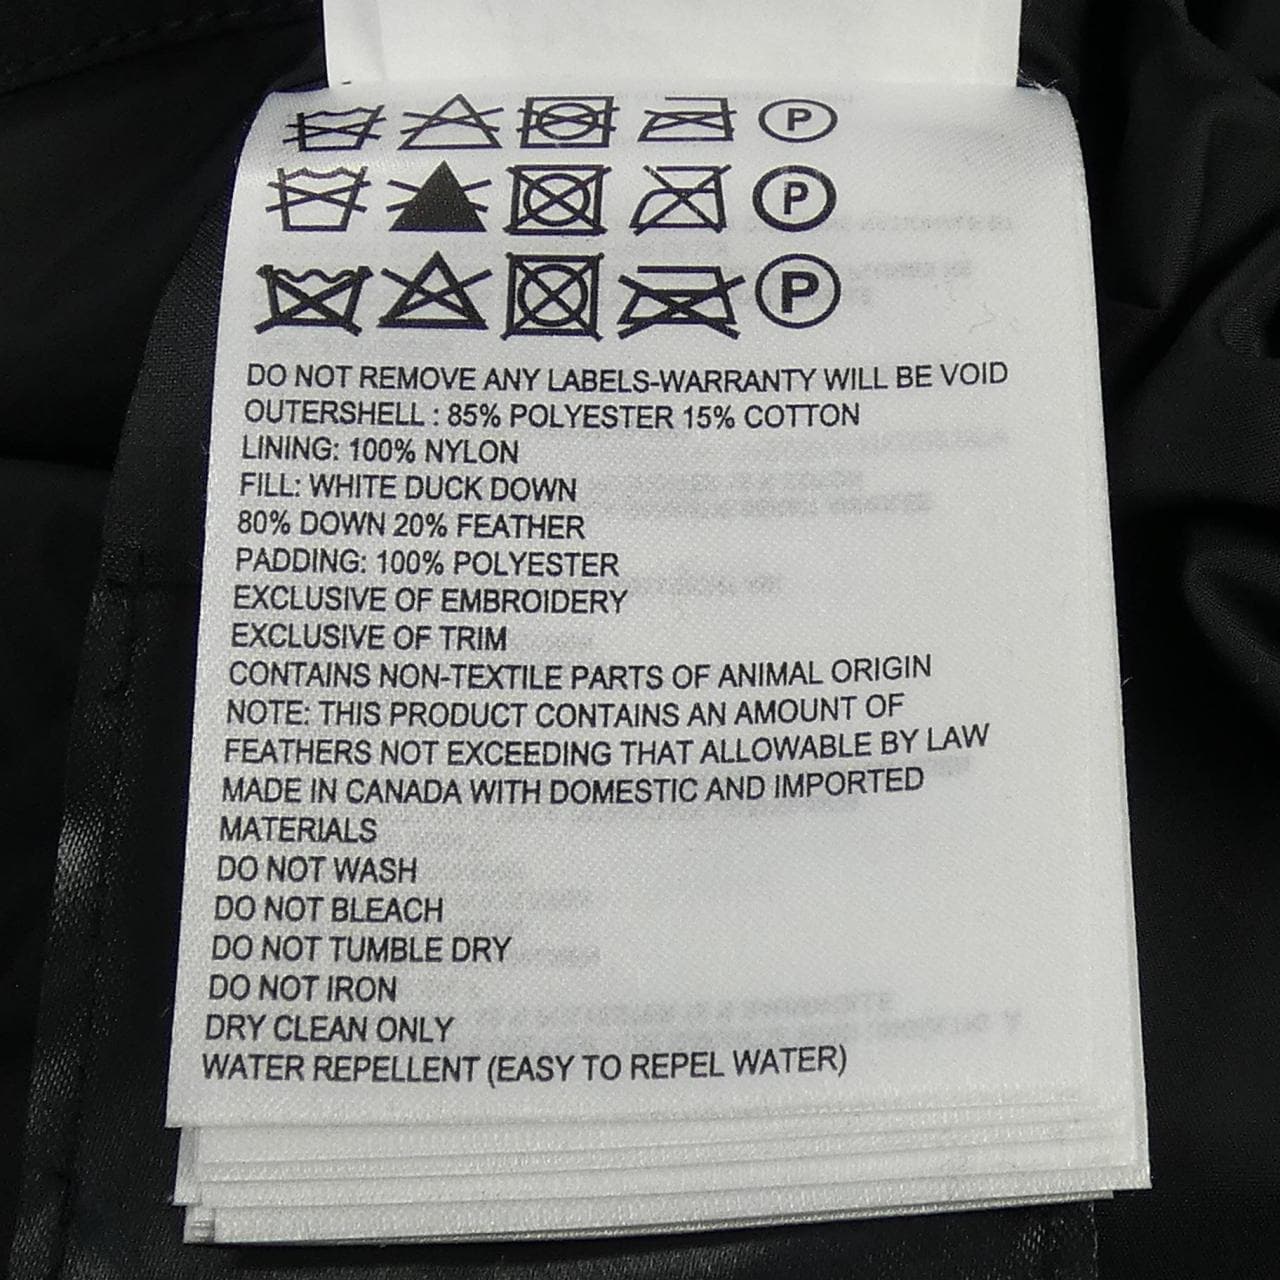 P
P
P
DO NOT REMOVE ANY LABELS-WARRANTY WILL BE VOID
OUTERSHELL : 85% POLYESTER 15% COTTON
LINING: 100% NYLON
FILL: WHITE DUCK DOWN
80% DOWN 20% FEATHER
PADDING: 100% POLYESTER
EXCLUSIVE OF EMBROIDERY
EXCLUSIVE OF TRIM
CONTAINS NON-TEXTILE PARTS OF ANIMAL ORIGIN
NOTE: THIS PRODUCT CONTAINS AN AMOUNT OF
FEATHERS NOT EXCEEDING THAT ALLOWABLE BY LAW
MADE IN CANADA WITH DOMESTIC AND IMPORTED
MATERIALS
DO NOT WASH
DO NOT BLEACH
DO NOT TUMBLE DRY
DO NOT IRON
DRY CLEAN ONLY
WATER REPELLENT (EASY TO REPEL WATER)